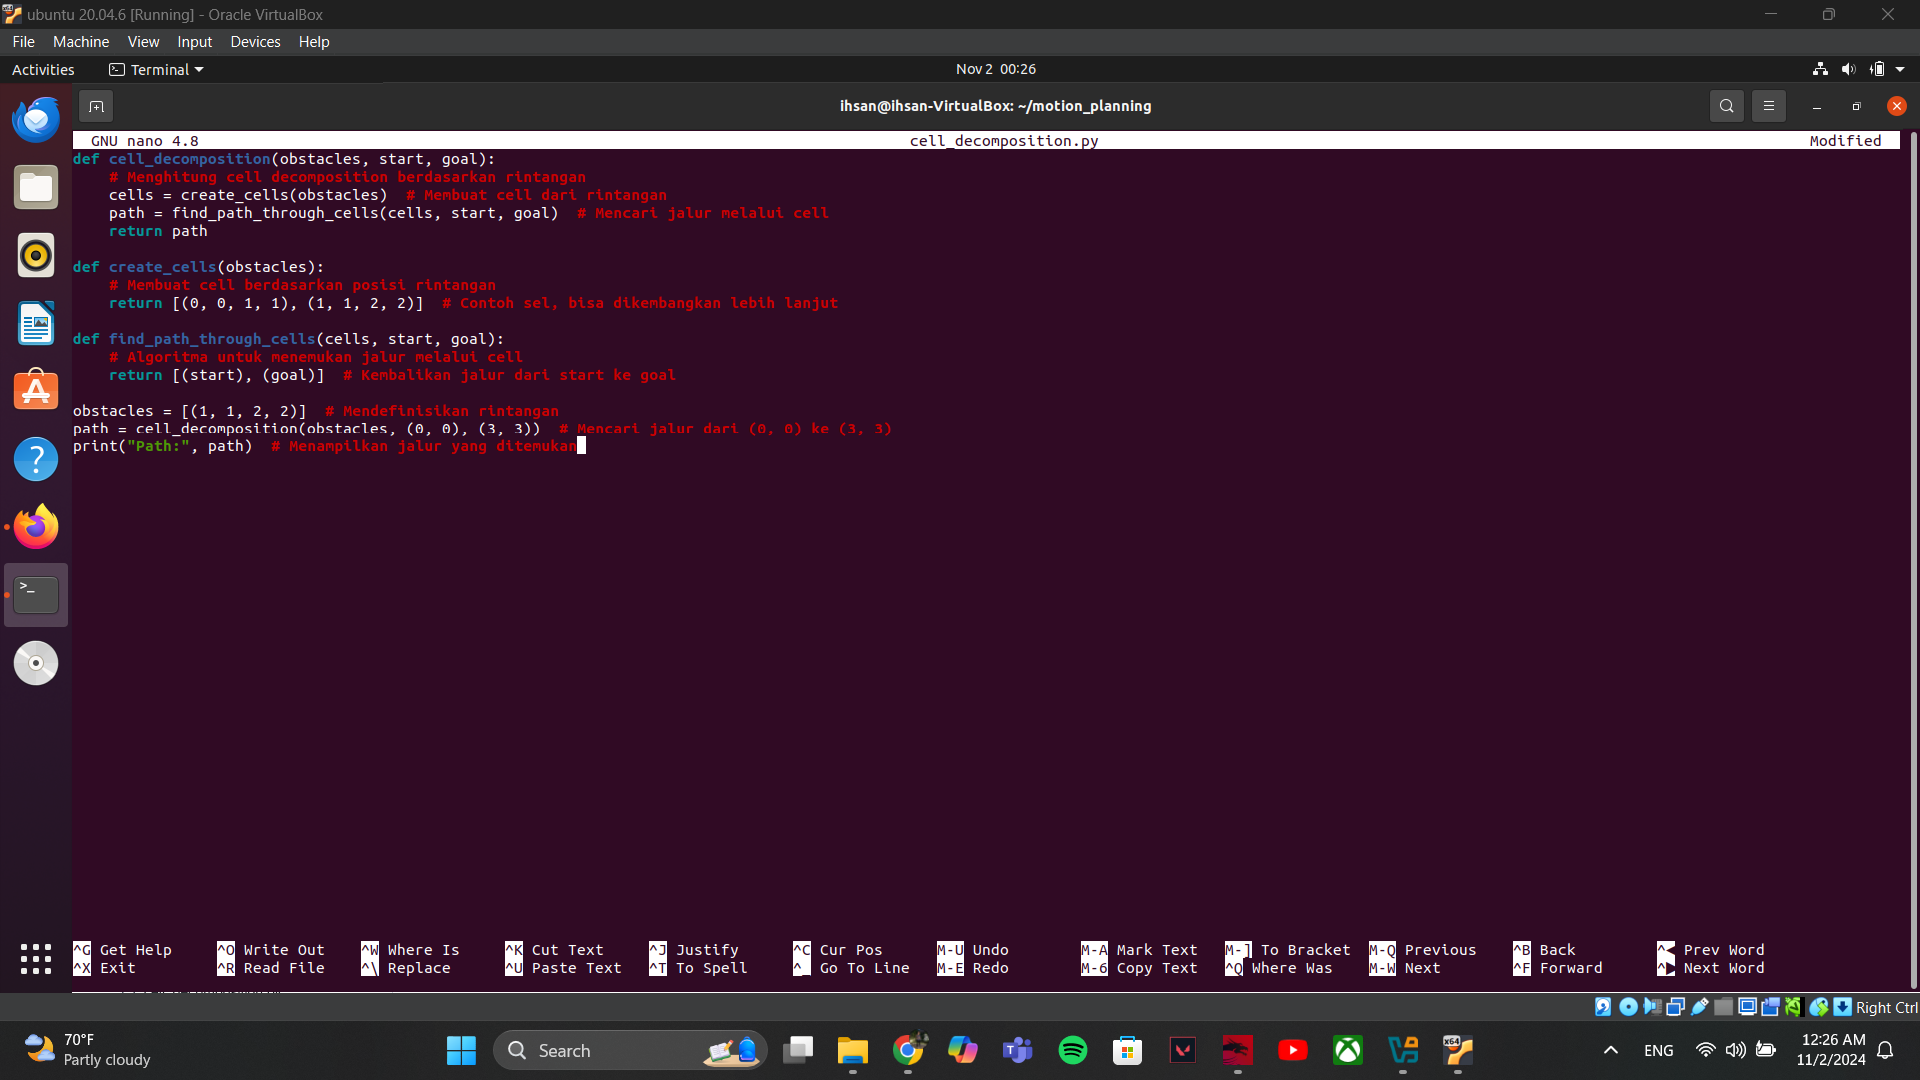 ubuntu 20.04.6 [Running] - Oracle VirtualBox
File Machine View Input Devices Help
Activities Terminal Nov 2 00:26
ihsan@ihsan-VirtualBox: ~/motion_planning
GNU nano 4.8 cell_decomposition.py Modified
def cell_decomposition(obstacles, start, goal):
    # Menghitung cell decomposition berdasarkan rintangan
    cells = create_cells(obstacles)  # Membuat cell dari rintangan
    path = find_path_through_cells(cells, start, goal)  # Mencari jalur melalui cell
    return path
def create_cells(obstacles):
    # Membuat cell berdasarkan posisi rintangan
    return [(0, 0, 1, 1), (1, 1, 2, 2)]  # Contoh sel, bisa dikembangkan lebih lanjut
def find_path_through_cells(cells, start, goal):
    # Algoritma untuk menemukan jalur melalui cell
    return [(start), (goal)]  # Kembalikan jalur dari start ke goal
obstacles = [(1, 1, 2, 2)]  # Mendefinisikan rintangan
path = cell_decomposition(obstacles, (0, 0), (3, 3))  # Mencari jalur dari (0, 0) ke (3, 3)
print("Path:", path)  # Menampilkan jalur yang ditemukan
^G Get Help ^O Write Out ^W Where Is ^K Cut Text ^J Justify ^C Cur Pos M-U Undo M-A Mark Text M-] To Bracket M-Q Previous ^B Back ^◀ Prev Word
^X Exit ^R Read File ^\ Replace ^U Paste Text ^T To Spell ^_ Go To Line M-E Redo M-6 Copy Text ^Q Where Was M-W Next ^F Forward ^▶ Next Word
Right Ctrl
70°F
Partly cloudy
Search
ENG
12:26 AM
11/2/2024